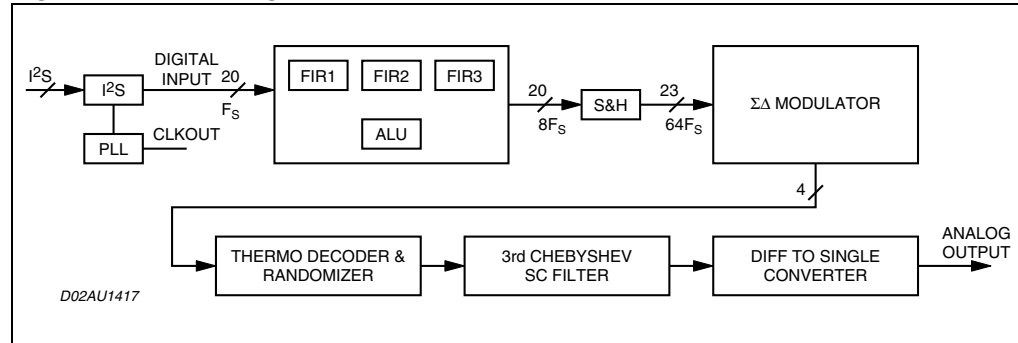 I²S
I²S
DIGITAL
INPUT
20
F_S
PLL
CLKOUT
FIR1
FIR2
FIR3
ALU
20
8F_S
S&H
23
64F_S
ΣΔ MODULATOR
4
THERMO DECODER &
RANDOMIZER
3rd CHEBYSHEV
SC FILTER
DIFF TO SINGLE
CONVERTER
ANALOG
OUTPUT
D02AU1417